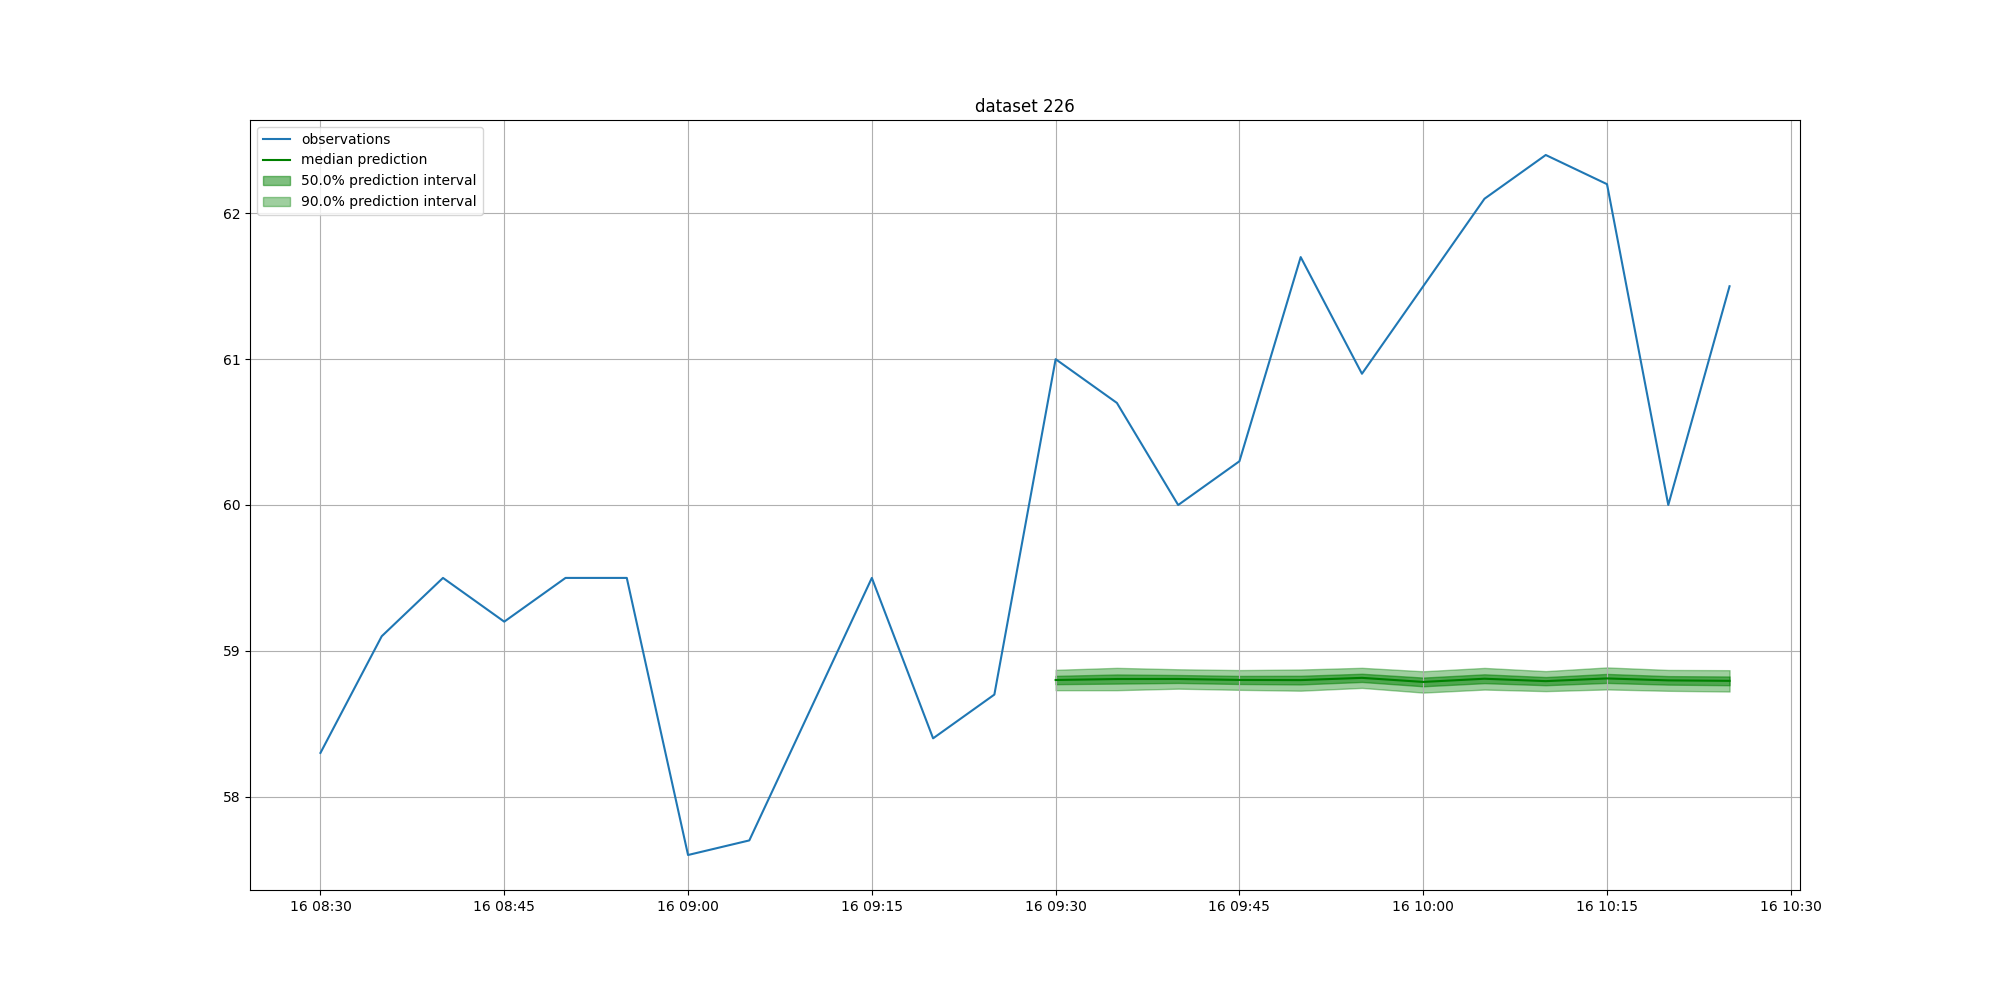 dataset 226
observations
median prediction
50.0% prediction interval
90.0% prediction interval
62
61
60
59
58
16 08:30 16 08:45 16 09:00 16 09:15 16 09:30 16 09:45 16 10:00 16 10:15 16 10:30